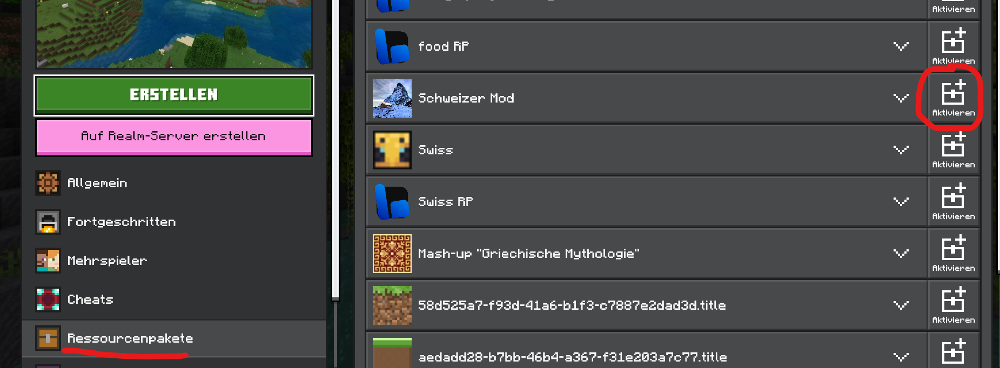 ERSTELLEN
Auf Realm-Server erstellen
Allgemein
Fortgeschritten
Mehrspieler
Cheats
Ressourcenpakete
Aktivieren
food RP
Aktivieren
Schweizer Mod
Aktivieren
Swiss
Aktivieren
Swiss RP
Aktivieren
Mash-up "Griechische Mythologie"
Aktivieren
58d525a7-f93d-41a6-b1f3-c7887e2dad3d.title
Aktivieren
aedadd28-b7bb-46b4-a367-f31e203a7c77.title